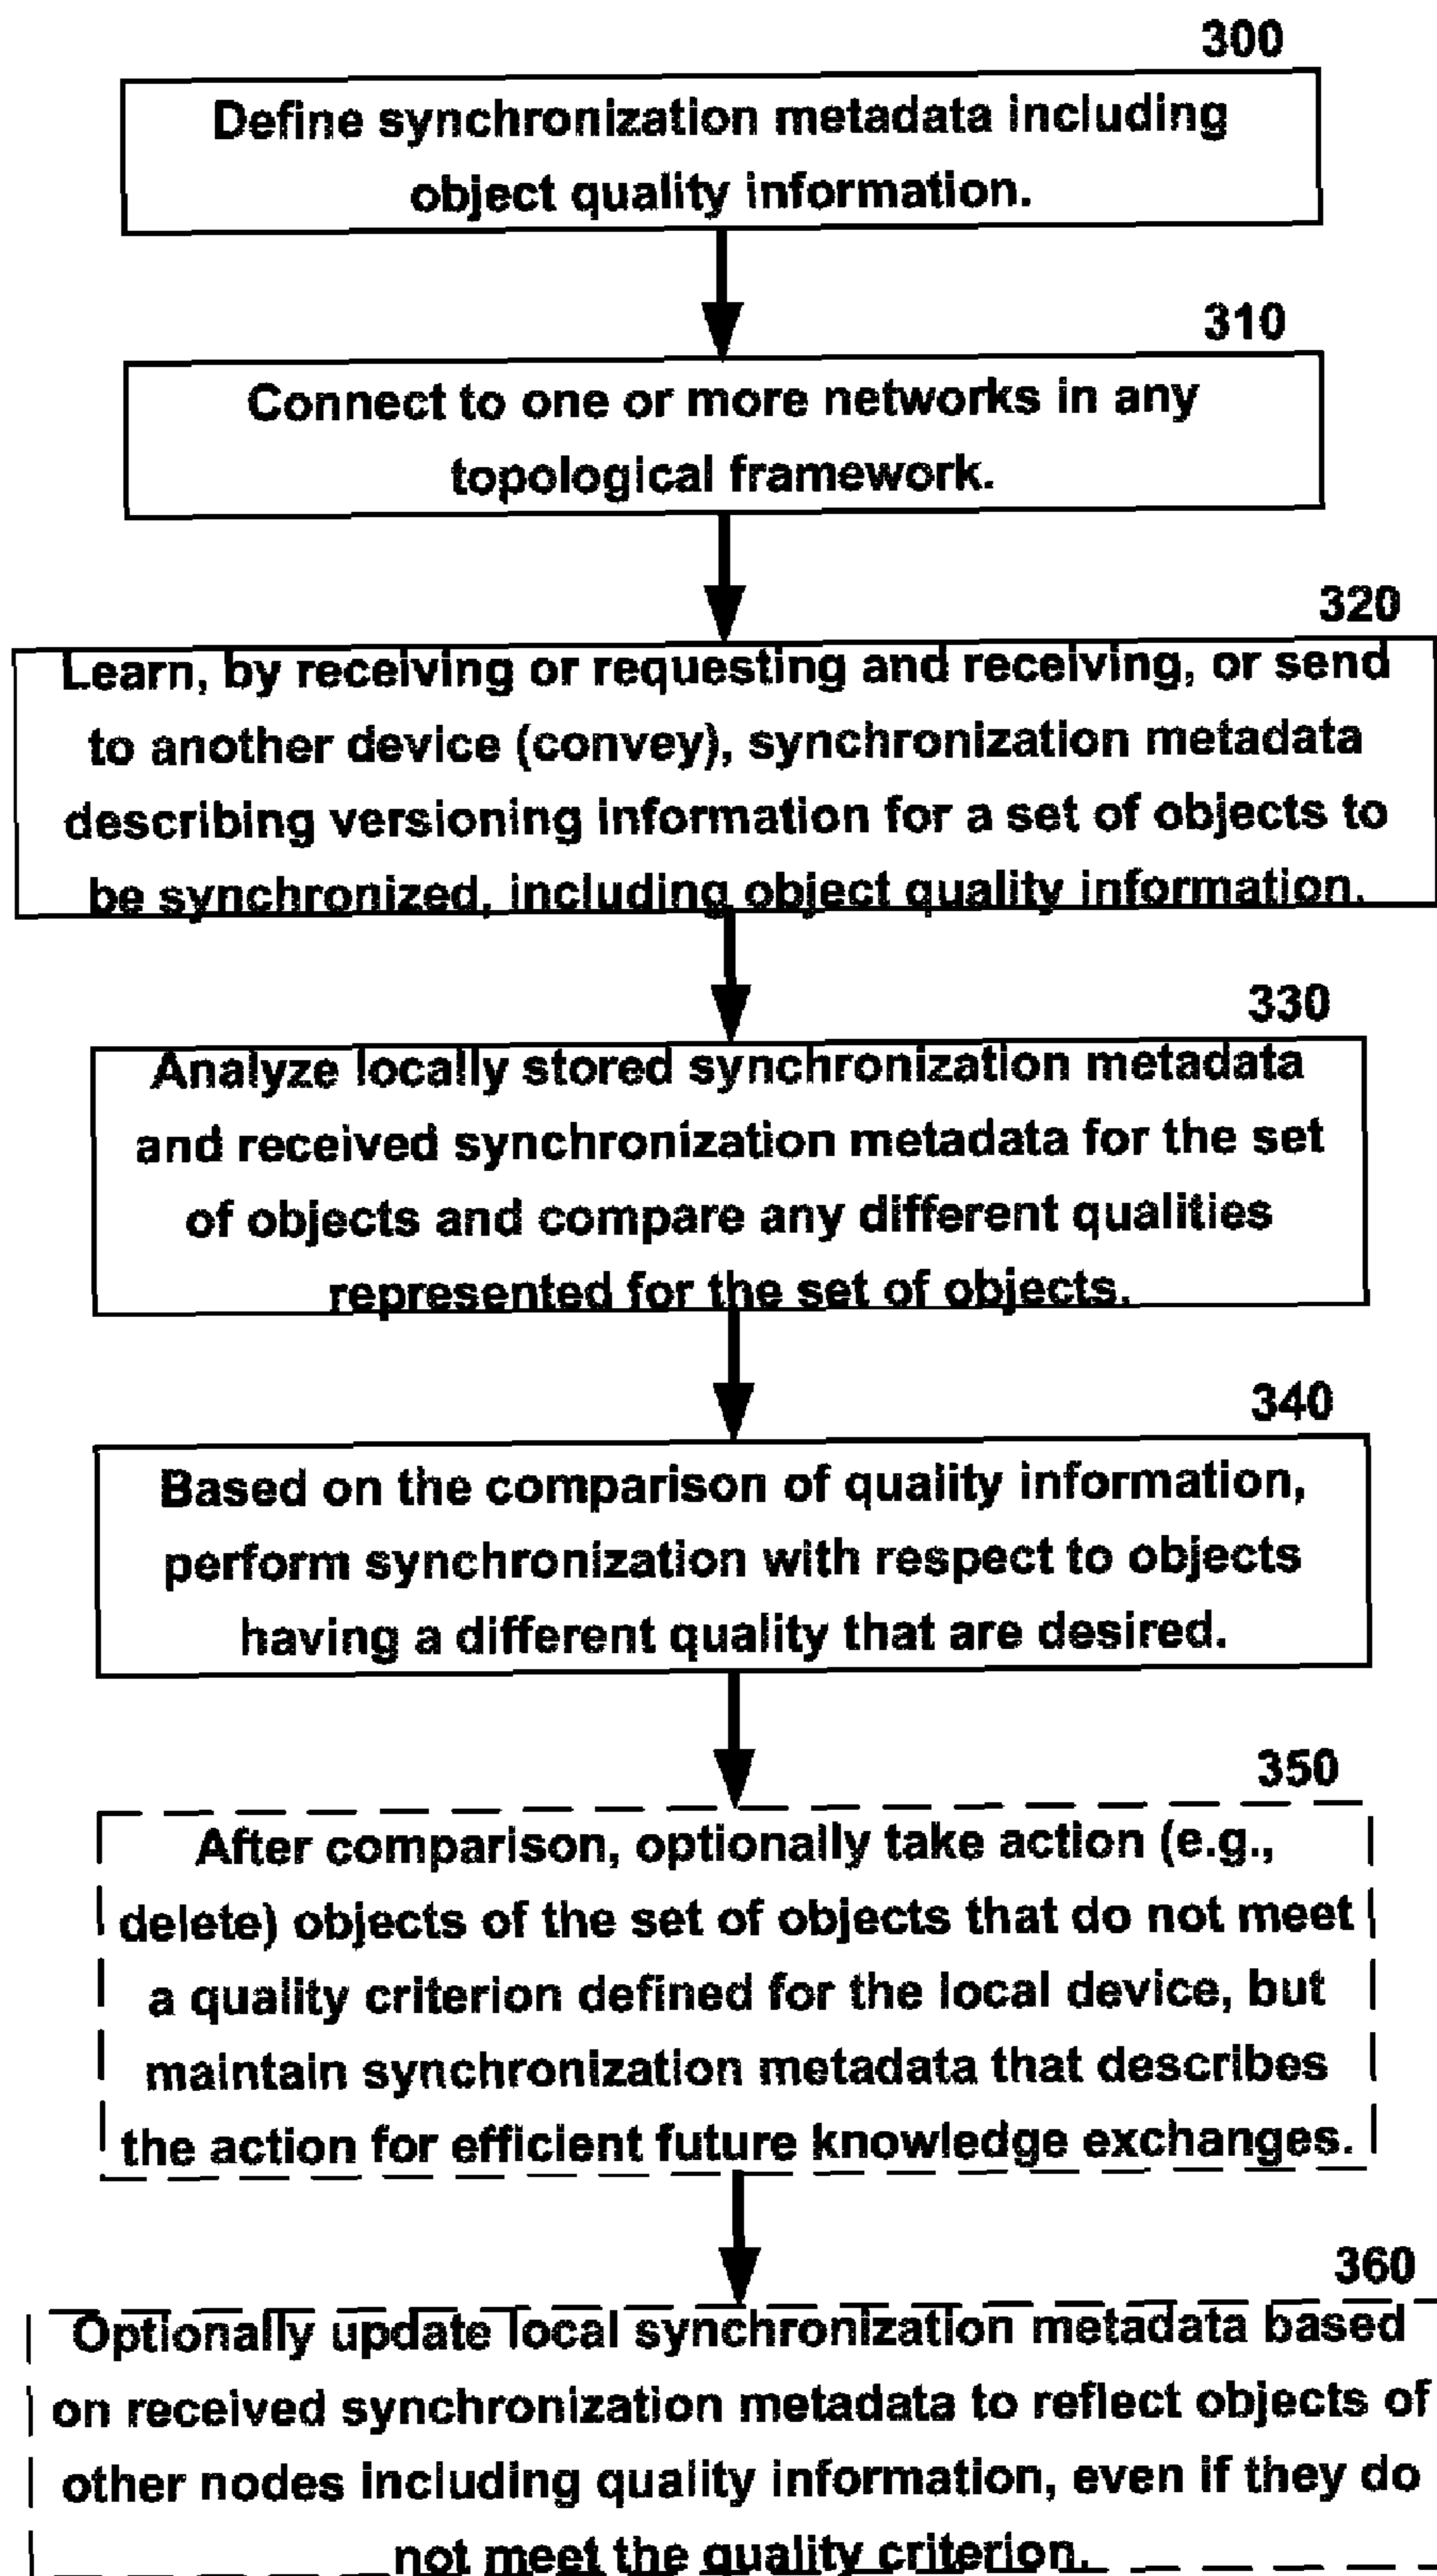 300
Define synchronization metadata including
object quality information.
310
Connect to one or more networks in any
topological framework.
320
Learn, by receiving or requesting and receiving, or send
to another device (convey), synchronization metadata
describing versioning information for a set of objects to
be synchronized, including object quality information.
330
Analyze locally stored synchronization metadata
and received synchronization metadata for the set
of objects and compare any different qualities
represented for the set of objects.
340
Based on the comparison of quality information,
perform synchronization with respect to objects
having a different quality that are desired.
350
After comparison, optionally take action (e.g.,
delete) objects of the set of objects that do not meet
a quality criterion defined for the local device, but
maintain synchronization metadata that describes
the action for efficient future knowledge exchanges.
360
Optionally update local synchronization metadata based
on received synchronization metadata to reflect objects of
other nodes including quality information, even if they do
not meet the quality criterion.